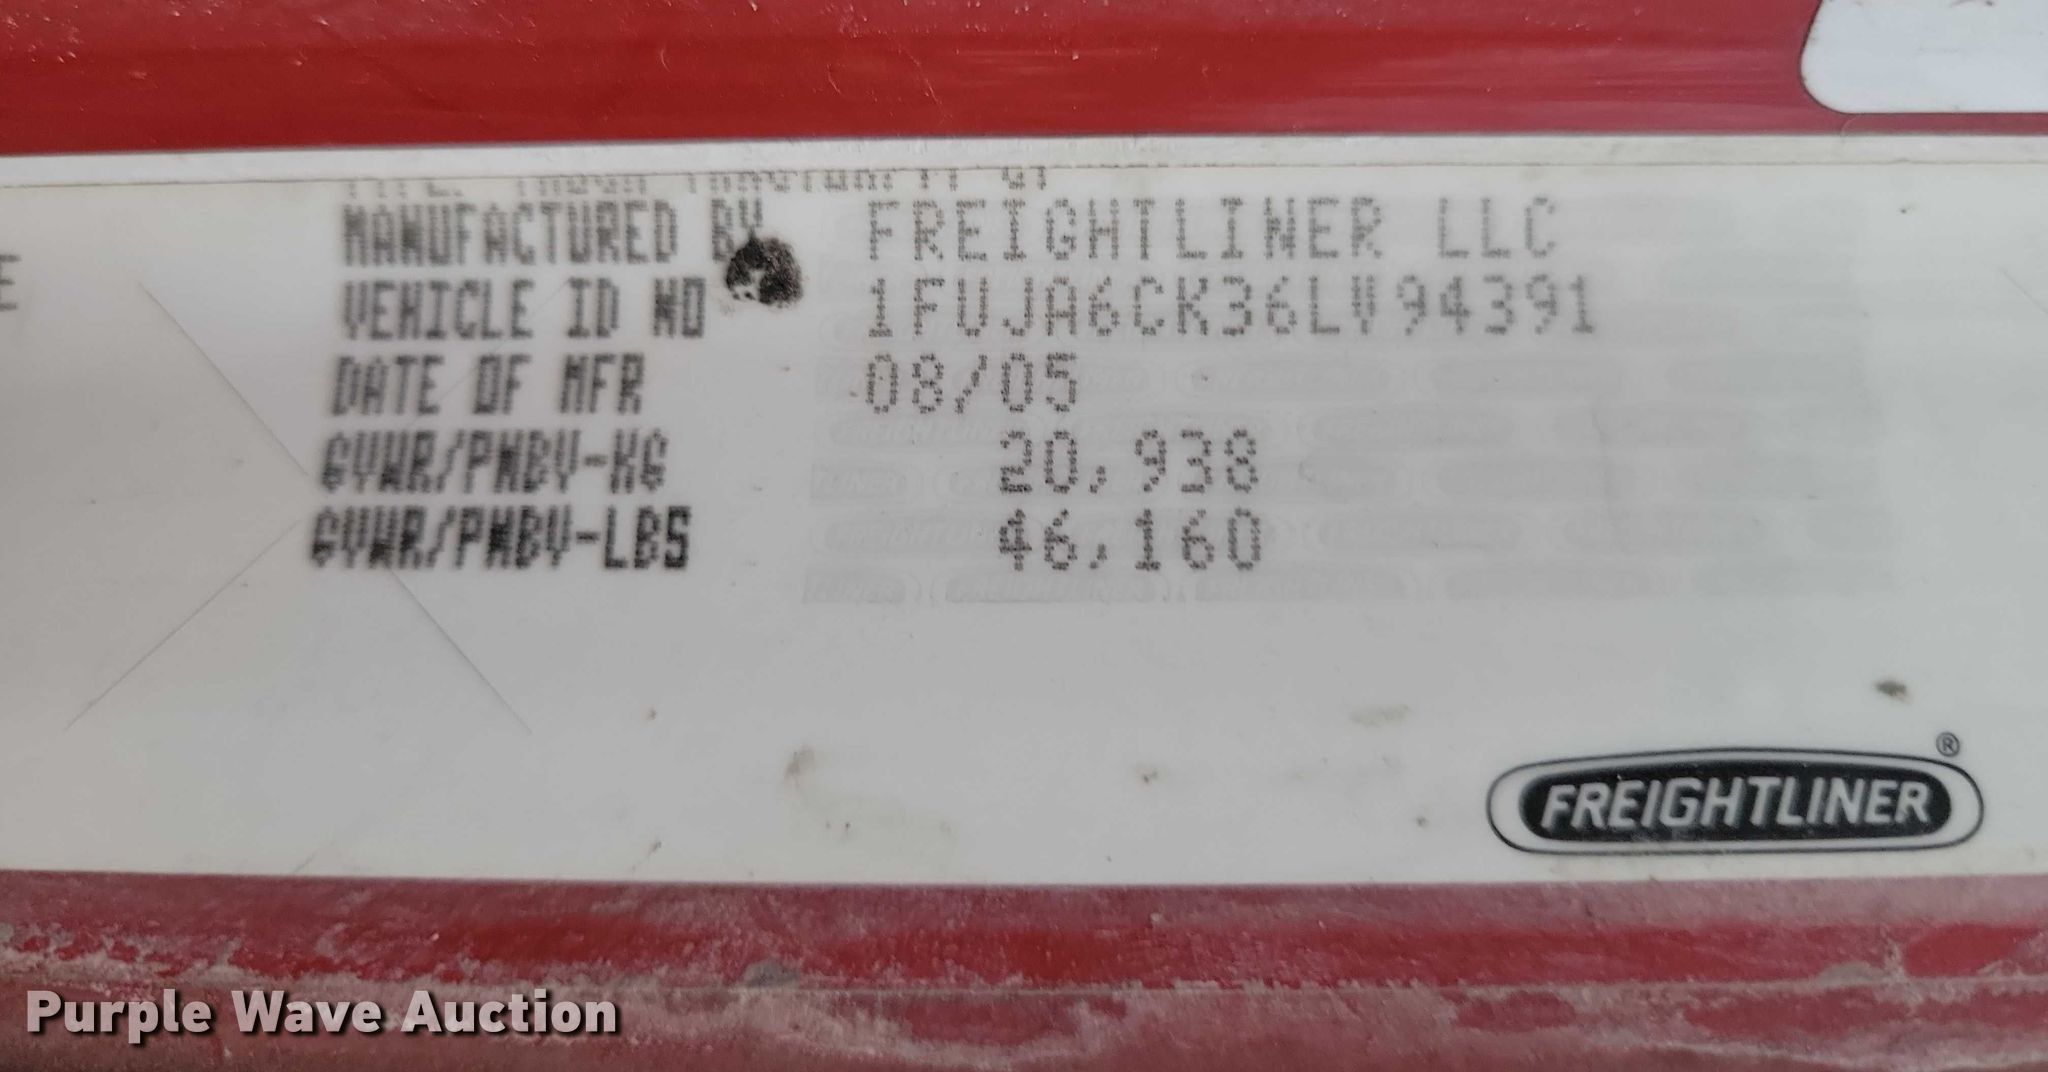 MANUFACTURED BY FREIGHTLINER LLC
VEHICLE ID NO 1FUJA6CK36LV94391
DATE OF MFR 08/05
GVWR/PNBV-KG 20,938
GVWR/PNBV-LBS 46,160
FREIGHTLINER®
Purple Wave Auction